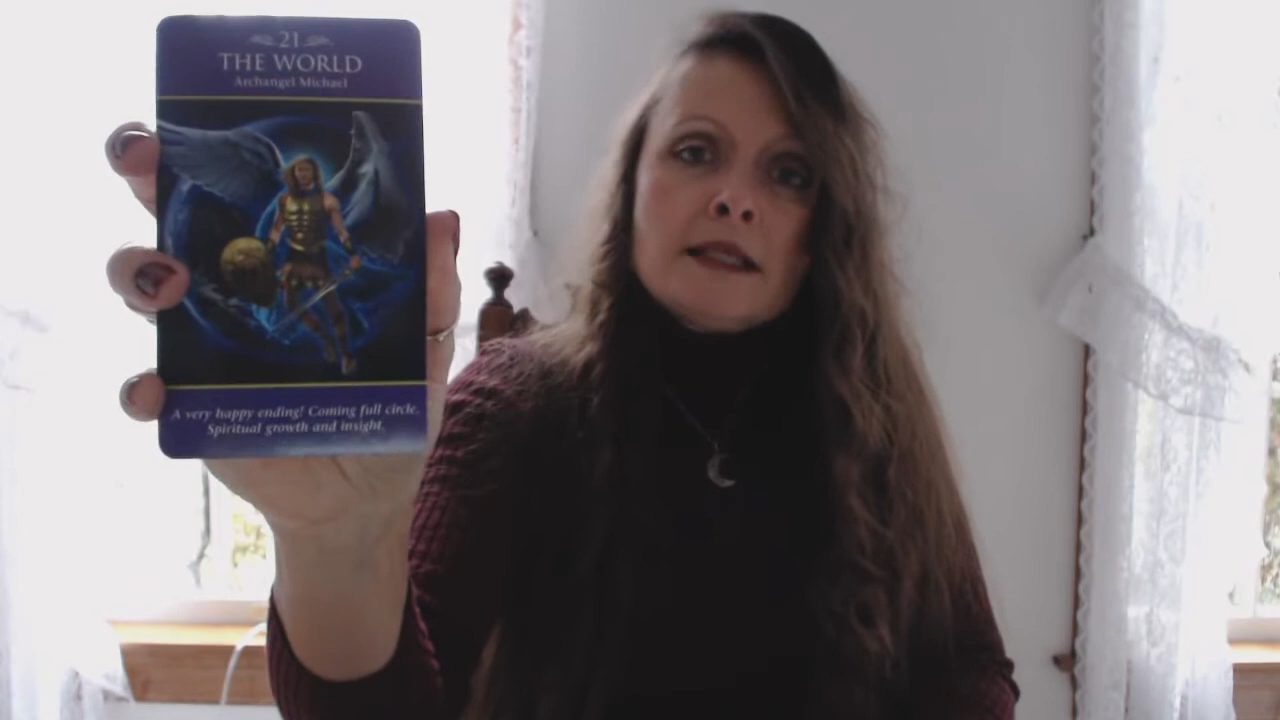 21
THE WORLD
Archangel Michael
A very happy ending! Coming full circle.
Spiritual growth and insight.